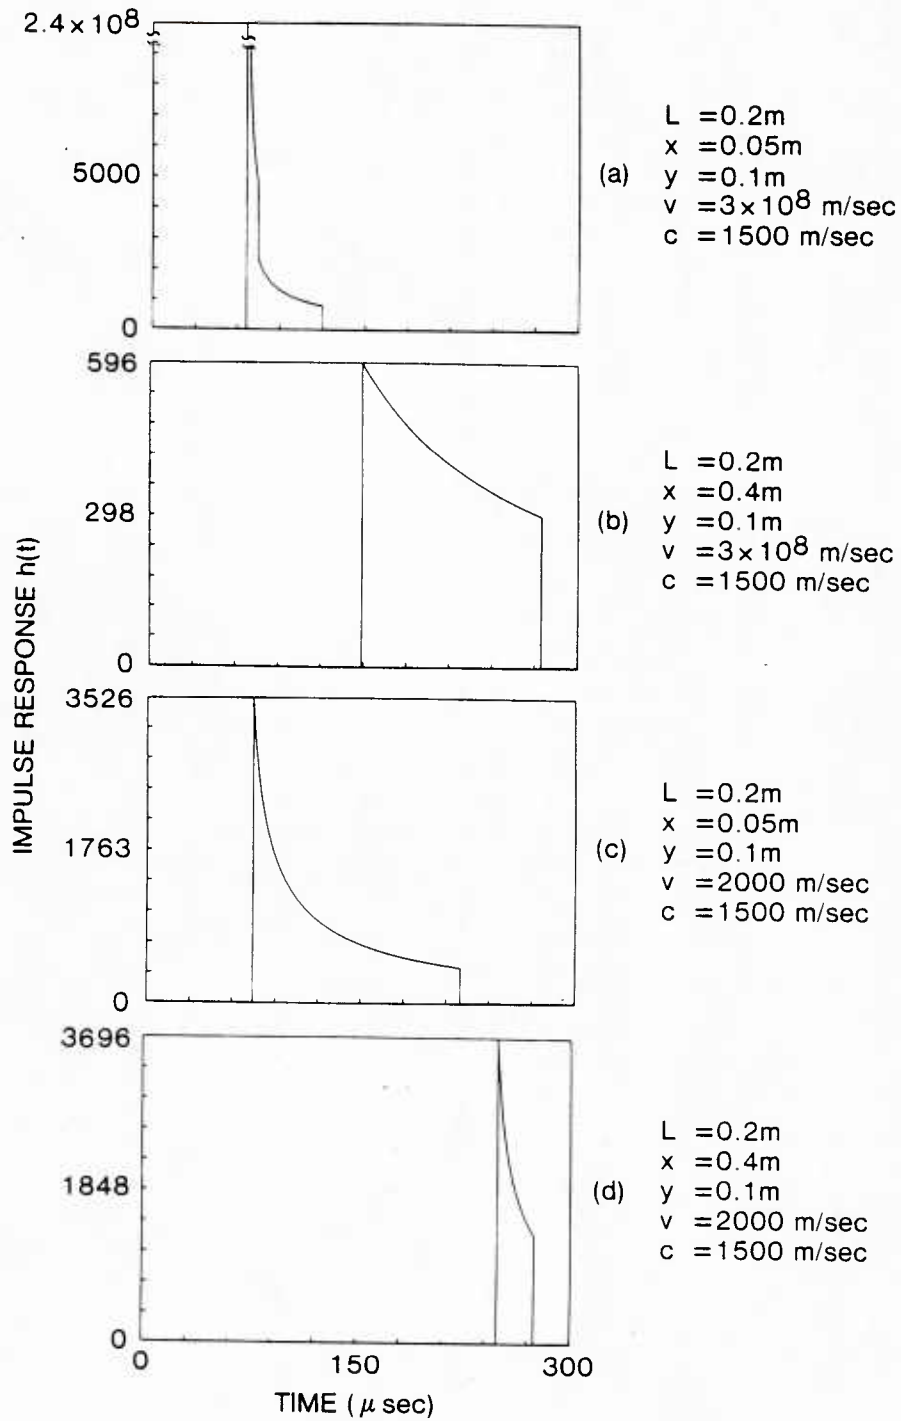 IMPULSE RESPONSE h(t)
2.4×10⁸
5000
0
(a)
L =0.2m
x =0.05m
y =0.1m
v =3×10⁸ m/sec
c =1500 m/sec
596
298
0
(b)
L =0.2m
x =0.4m
y =0.1m
v =3×10⁸ m/sec
c =1500 m/sec
3526
1763
0
(c)
L =0.2m
x =0.05m
y =0.1m
v =2000 m/sec
c =1500 m/sec
3696
1848
0
(d)
L =0.2m
x =0.4m
y =0.1m
v =2000 m/sec
c =1500 m/sec
0 150 300
TIME (μ sec)